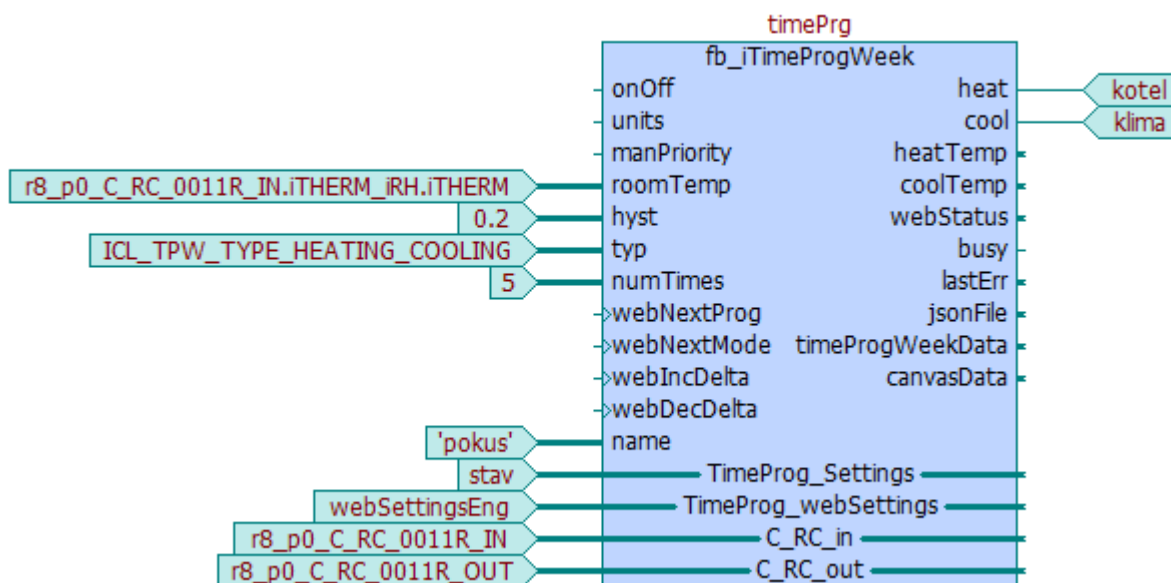 timePrg
fb_iTimeProgWeek
onOff heat kotel
units cool klima
manPriority heatTemp
r8_p0_C_RC_0011R_IN.iTHERM_iRH.iTHERM roomTemp coolTemp
0.2 hyst webStatus
ICL_TPW_TYPE_HEATING_COOLING typ busy
5 numTimes lastErr
webNextProg jsonFile
webNextMode timeProgWeekData
webIncDelta canvasData
webDecDelta
'pokus' name
stav TimeProg_Settings
webSettingsEng TimeProg_webSettings
r8_p0_C_RC_0011R_IN C_RC_in
r8_p0_C_RC_0011R_OUT C_RC_out